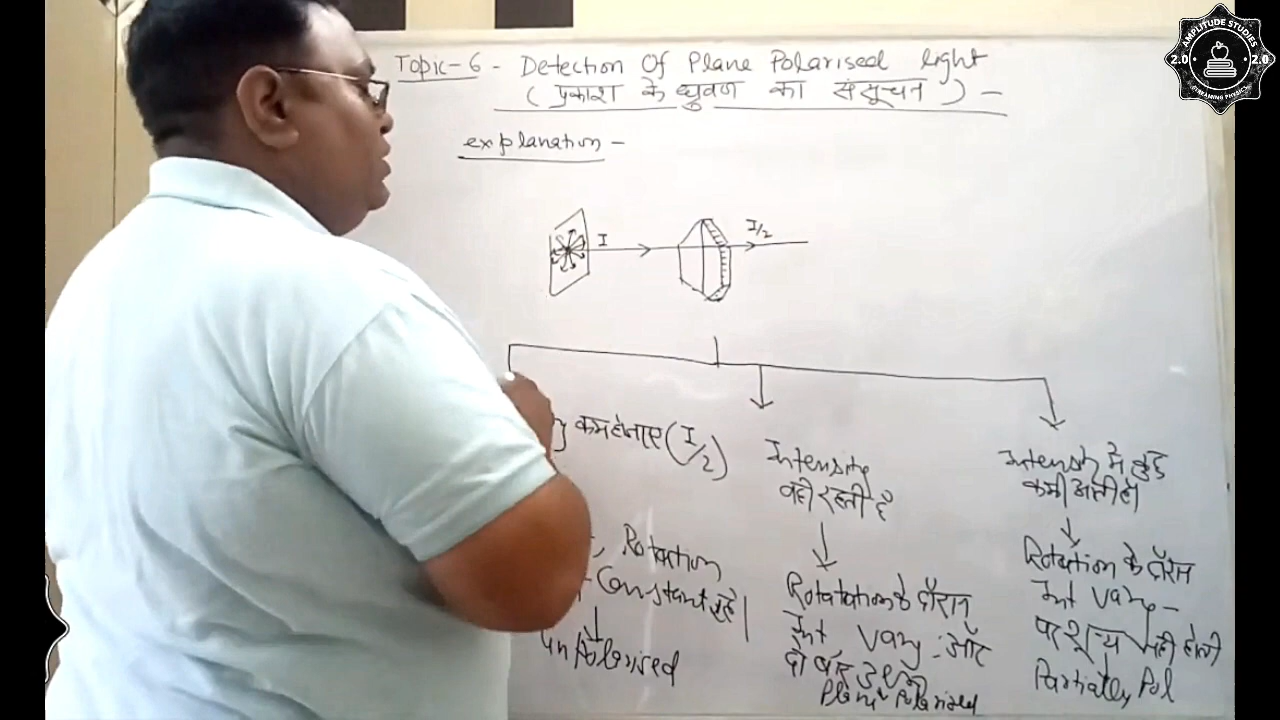 Topic-6 - Detection Of Plane Polarised light
( प्रकाश के ध्रुवण का संसूचन ) -
explanation -
I
I/2
AMPLITUDE STUDIES
2.0 2.0
कम होजाए (I/2)
Rotation
Constant रहे |
unPolarised
Intensity
वही रहती है
Rotatation के दौरान
Int vary - और
दो बार
Plane Polarised
Intensity में कुछ
कमी आती है
Rotation के दौरान
Int vary -
पर शून्य नही होती
Partially Pol